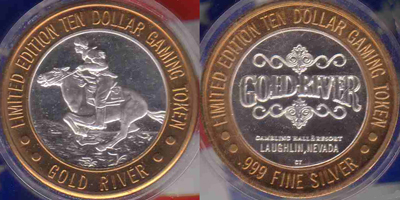 LIMITED EDITION TEN DOLLAR GAMING TOKEN
GOLD RIVER
LIMITED EDITION TEN DOLLAR GAMING TOKEN
GOLD RIVER
GAMBLING HALL & RESORT
LAUGHLIN, NEVADA
.999 FINE SILVER